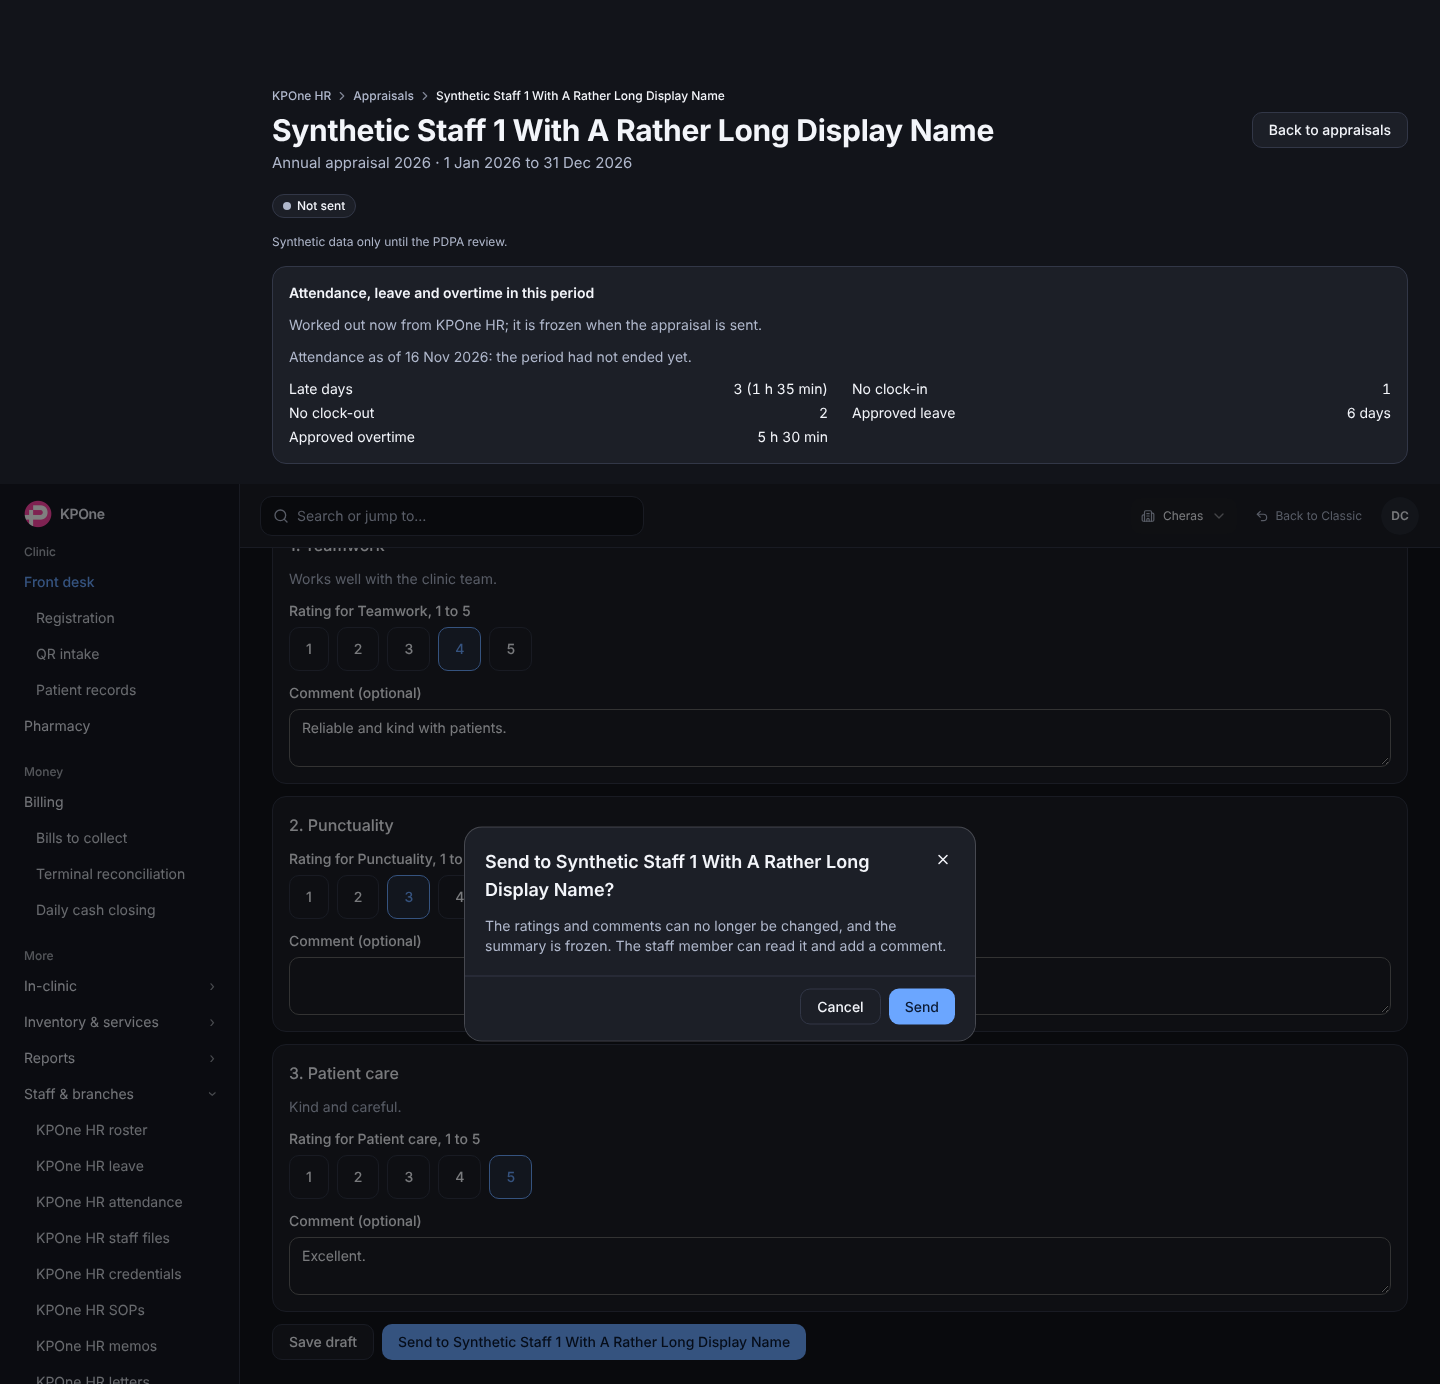 KPOne HR > Appraisals > Synthetic Staff 1 With A Rather Long Display Name
Synthetic Staff 1 With A Rather Long Display Name
Back to appraisals
Annual appraisal 2026 · 1 Jan 2026 to 31 Dec 2026
Not sent
Synthetic data only until the PDPA review.
Attendance, leave and overtime in this period
Worked out now from KPOne HR; it is frozen when the appraisal is sent.
Attendance as of 16 Nov 2026: the period had not ended yet.
Late days 3 (1 h 35 min)
No clock-in 1
No clock-out 2
Approved leave 6 days
Approved overtime 5 h 30 min
KPOne
Search or jump to...
Cheras
Back to Classic
DC
Clinic
Front desk
Registration
QR intake
Patient records
Pharmacy
Money
Billing
Bills to collect
Terminal reconciliation
Daily cash closing
More
In-clinic
Inventory & services
Reports
Staff & branches
KPOne HR roster
KPOne HR leave
KPOne HR attendance
KPOne HR staff files
KPOne HR credentials
KPOne HR SOPs
KPOne HR memos
KPOne HR letters
1. Teamwork
Works well with the clinic team.
Rating for Teamwork, 1 to 5
1 2 3 4 5
Comment (optional)
Reliable and kind with patients.
2. Punctuality
Rating for Punctuality, 1 to
1 2 3 4
Comment (optional)
Send to Synthetic Staff 1 With A Rather Long
Display Name?
The ratings and comments can no longer be changed, and the
summary is frozen. The staff member can read it and add a comment.
Cancel
Send
3. Patient care
Kind and careful.
Rating for Patient care, 1 to 5
1 2 3 4 5
Comment (optional)
Excellent.
Save draft
Send to Synthetic Staff 1 With A Rather Long Display Name